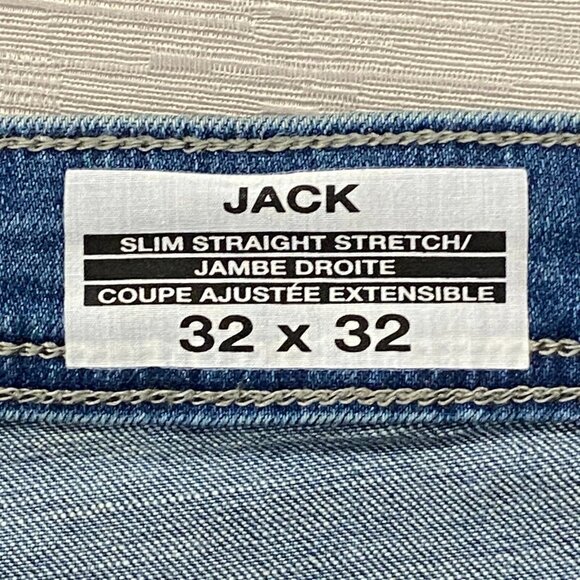 JACK
SLIM STRAIGHT STRETCH/
JAMBE DROITE
COUPE AJUSTÉE EXTENSIBLE
32 x 32